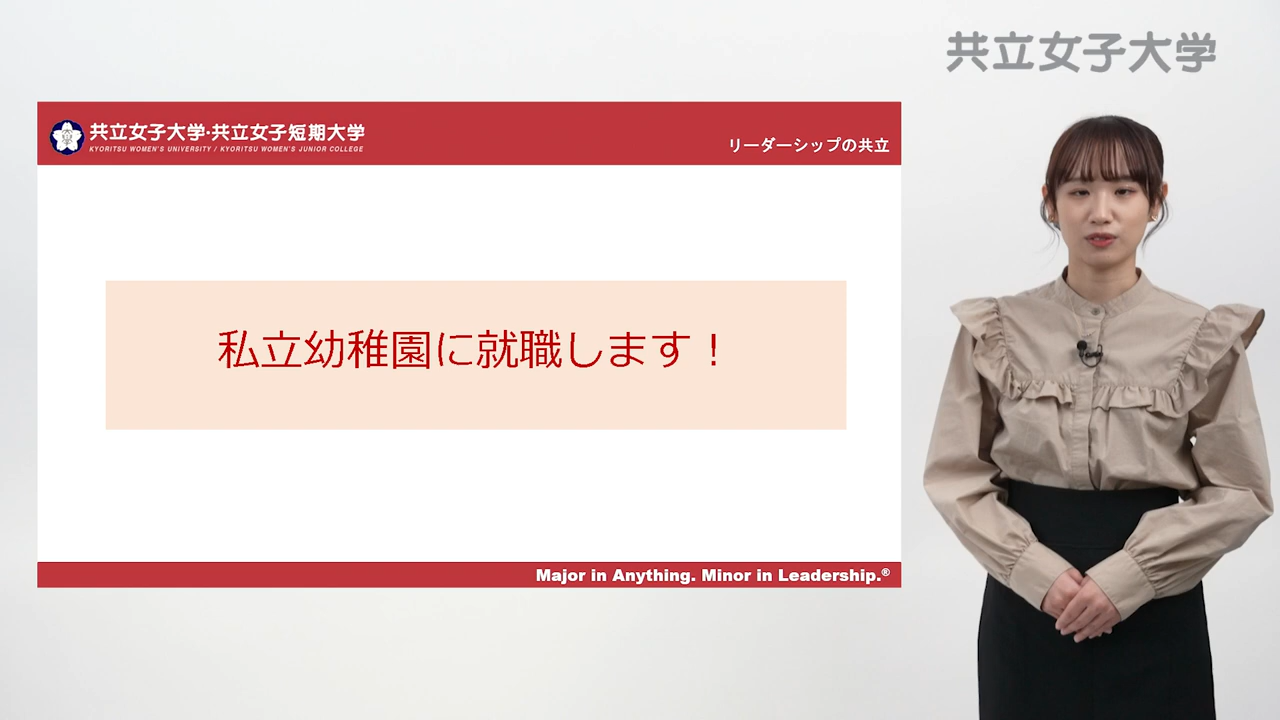 共立女子大学
共立女子大学·共立女子短期大学
KYORITSU WOMEN'S UNIVERSITY / KYORITSU WOMEN'S JUNIOR COLLEGE
リーダーシップの共立
私立幼稚園に就職します！
Major in Anything. Minor in Leadership.®